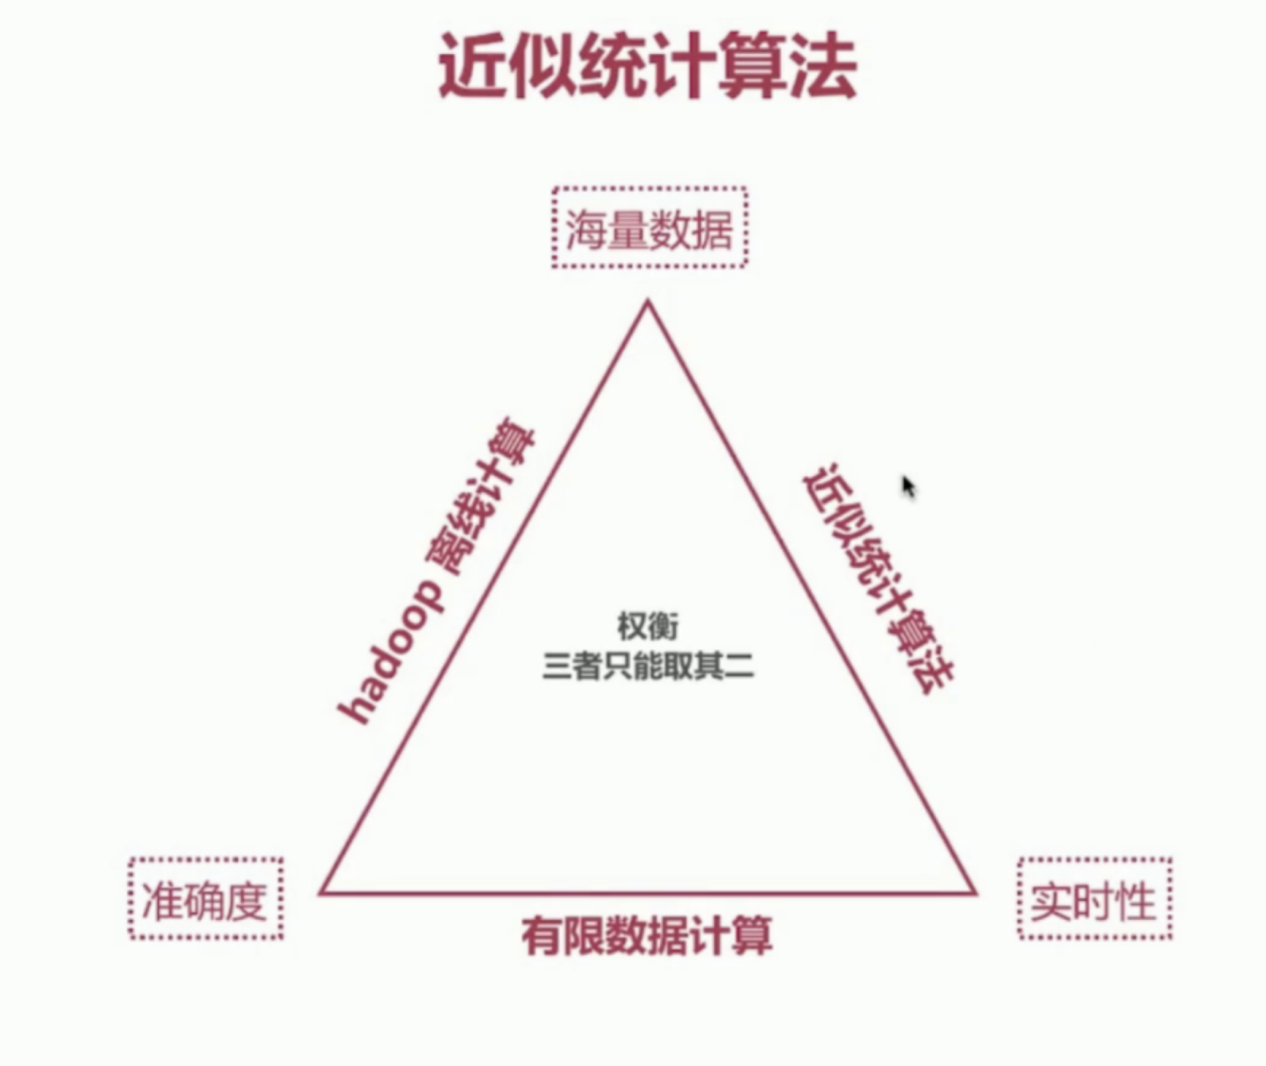 近似统计算法
海量数据
hadoop 离线计算
近似统计算法
权衡
三者只能取其二
准确度
实时性
有限数据计算